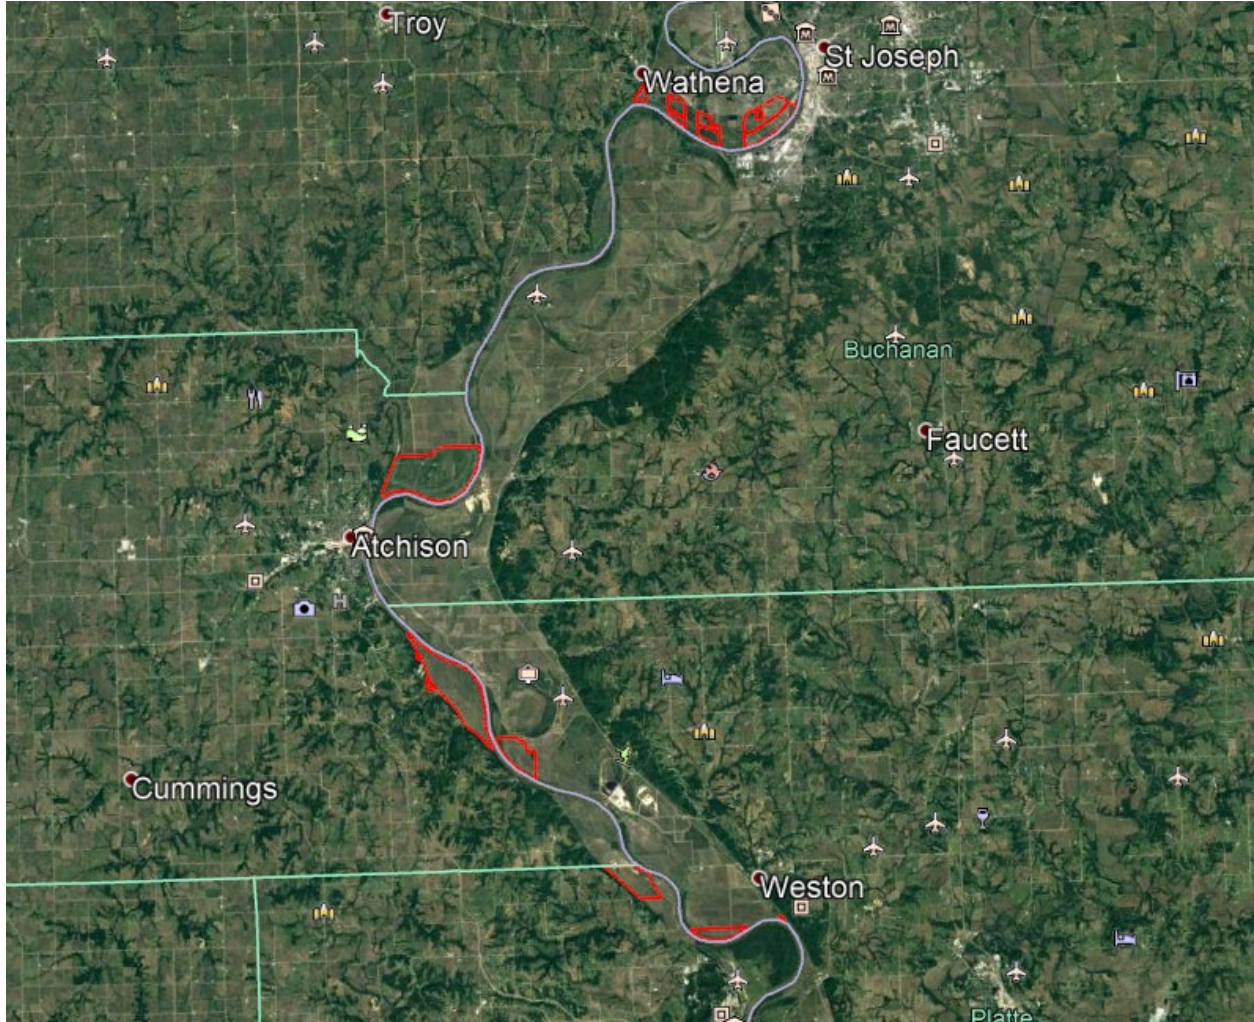 Troy
St Joseph
Wathena
Buchanan
Faucett
Atchison
Cummings
Weston
Platte